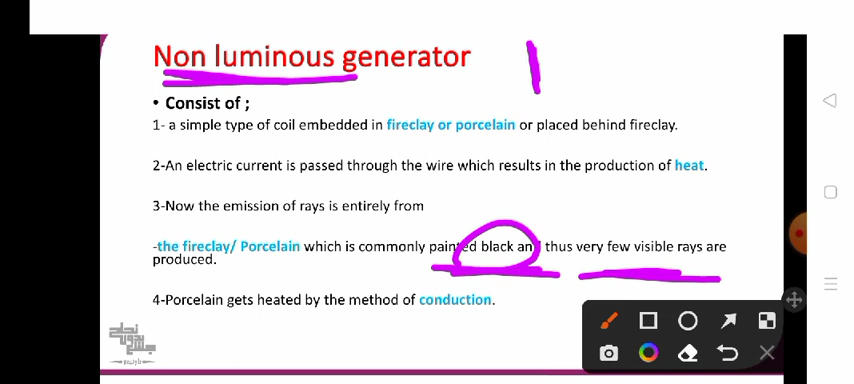 Non luminous generator
• Consist of ;
1- a simple type of coil embedded in fireclay or porcelain or placed behind fireclay.
2-An electric current is passed through the wire which results in the production of heat.
3-Now the emission of rays is entirely from
-the fireclay/ Porcelain which is commonly painted black and thus very few visible rays are
produced.
4-Porcelain gets heated by the method of conduction.